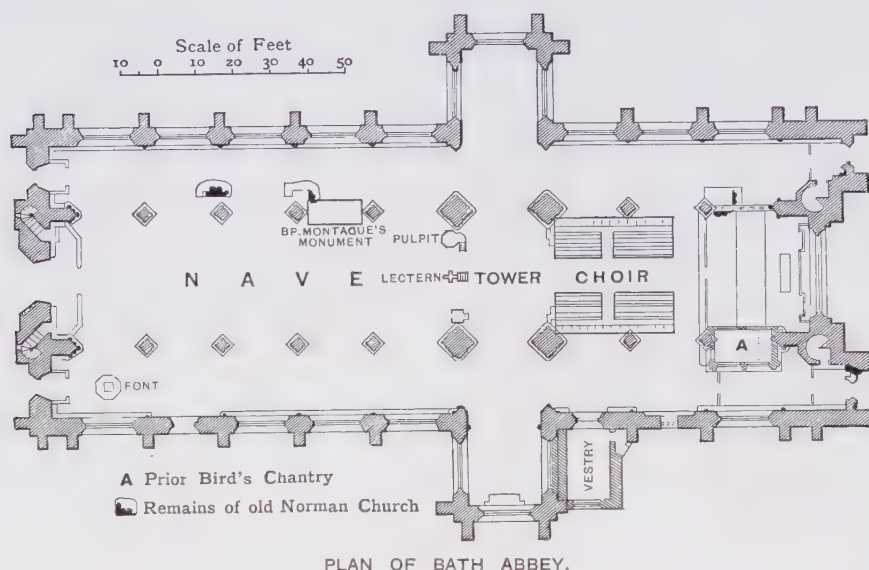 Scale of Feet
10 0 10 20 30 40 50
BP. MONTAGUE'S
MONUMENT
PULPIT
N A V E
LECTERN
TOWER
CHOIR
A
FONT
VESTRY
A Prior Bird's Chantry
Remains of old Norman Church
PLAN OF BATH ABBEY.